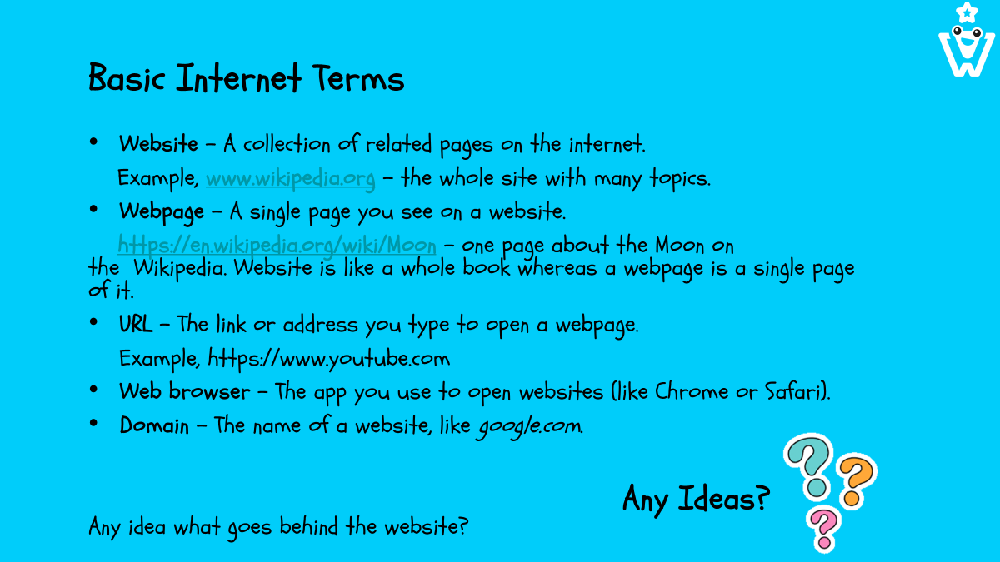 Basic Internet Terms
• Website – A collection of related pages on the internet.
Example, www.wikipedia.org – the whole site with many topics.
• Webpage – A single page you see on a website.
https://en.wikipedia.org/wiki/Moon – one page about the Moon on
the Wikipedia. Website is like a whole book whereas a webpage is a single page
of it.
• URL – The link or address you type to open a webpage.
Example, https://www.youtube.com
• Web browser – The app you use to open websites (like Chrome or Safari).
• Domain – The name of a website, like google.com.
Any Ideas?
Any idea what goes behind the website?